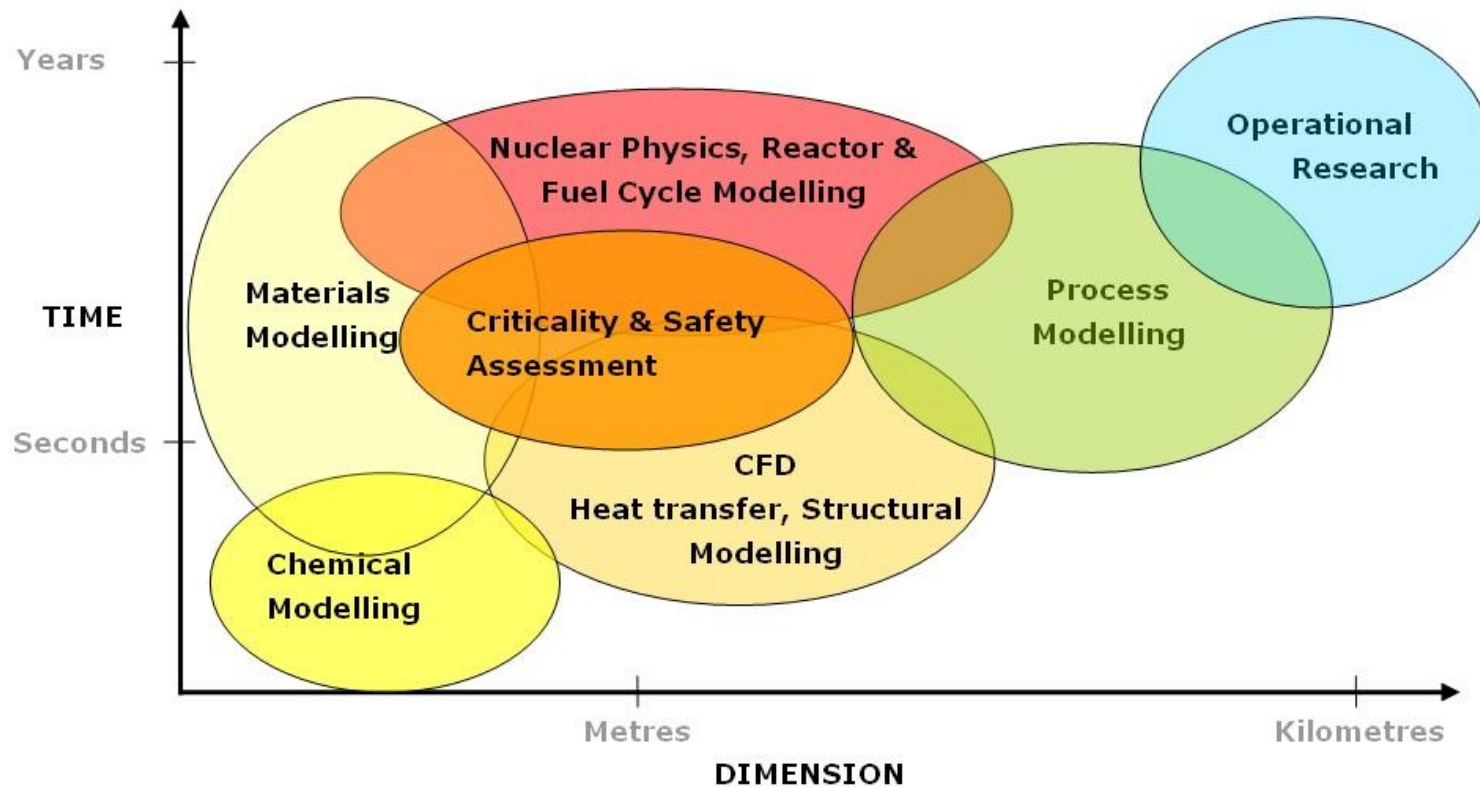 Years
Operational
Research
Nuclear Physics, Reactor &
Fuel Cycle Modelling
Materials
Modelling
TIME
Criticality & Safety
Assessment
Process
Modelling
Seconds
CFD
Heat transfer, Structural
Modelling
Chemical
Modelling
Metres
Kilometres
DIMENSION